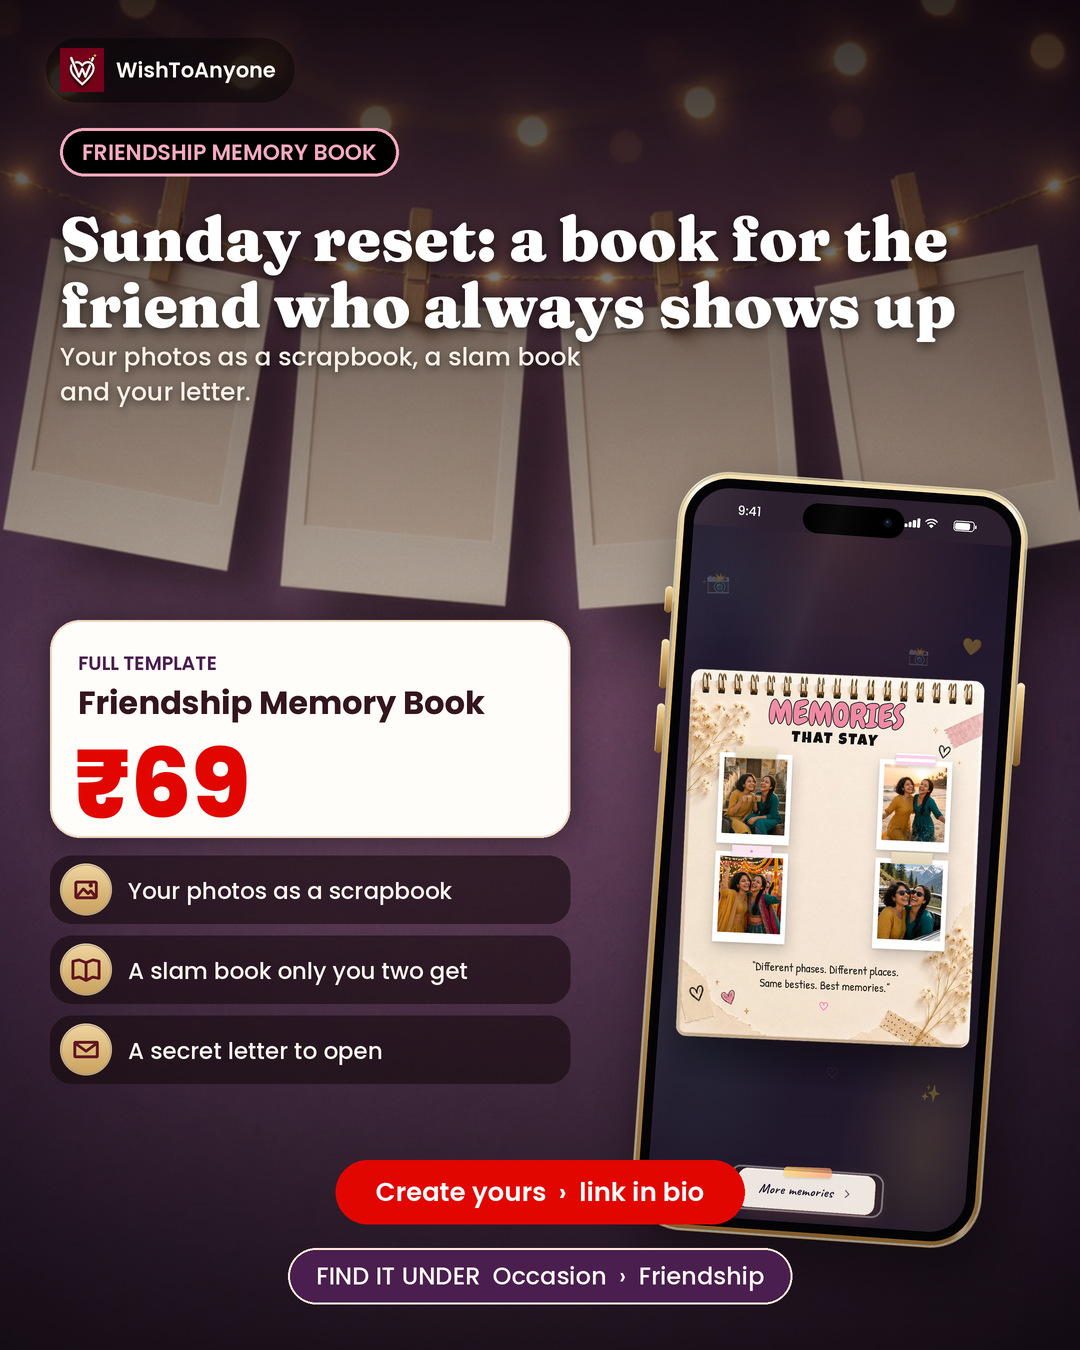 WishToAnyone
FRIENDSHIP MEMORY BOOK
Sunday reset: a book for the
friend who always shows up
Your photos as a scrapbook, a slam book
and your letter.
9:41
FULL TEMPLATE
Friendship Memory Book
₹69
Your photos as a scrapbook
A slam book only you two get
A secret letter to open
MEMORIES
THAT STAY
"Different phases. Different places.
Same besties. Best memories."
More memories ›
Create yours › link in bio
FIND IT UNDER Occasion › Friendship